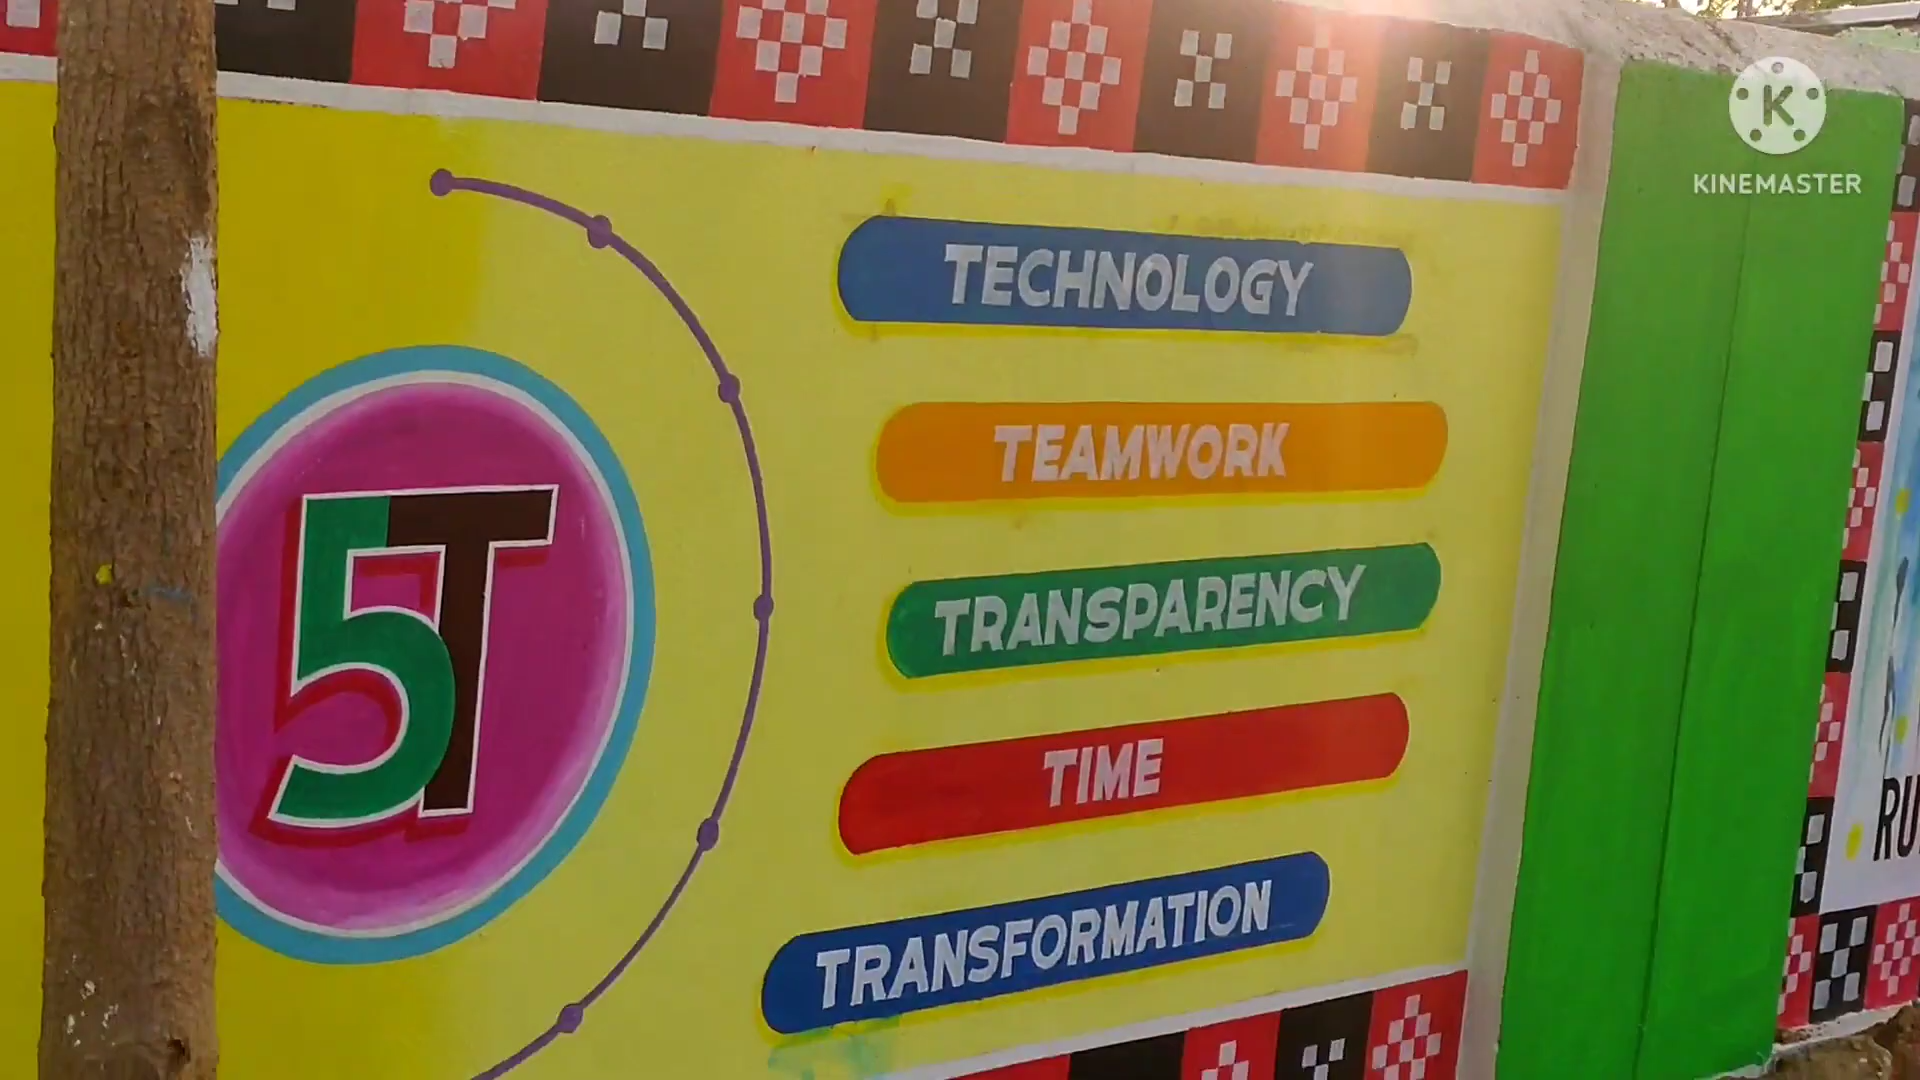 K
KINEMASTER
5T
TECHNOLOGY
TEAMWORK
TRANSPARENCY
TIME
TRANSFORMATION